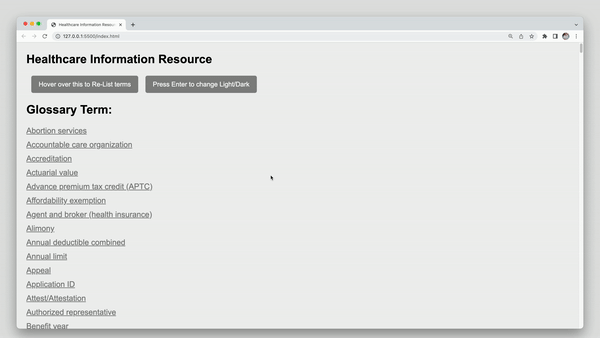 Healthcare Information Resour
127.0.0.1:5500/index.html
Healthcare Information Resource
Hover over this to Re-List terms
Press Enter to change Light/Dark
Glossary Term:
Abortion services
Accountable care organization
Accreditation
Actuarial value
Advance premium tax credit (APTC)
Affordability exemption
Agent and broker (health insurance)
Alimony
Annual deductible combined
Annual limit
Appeal
Application ID
Attest/Attestation
Authorized representative
Benefit year